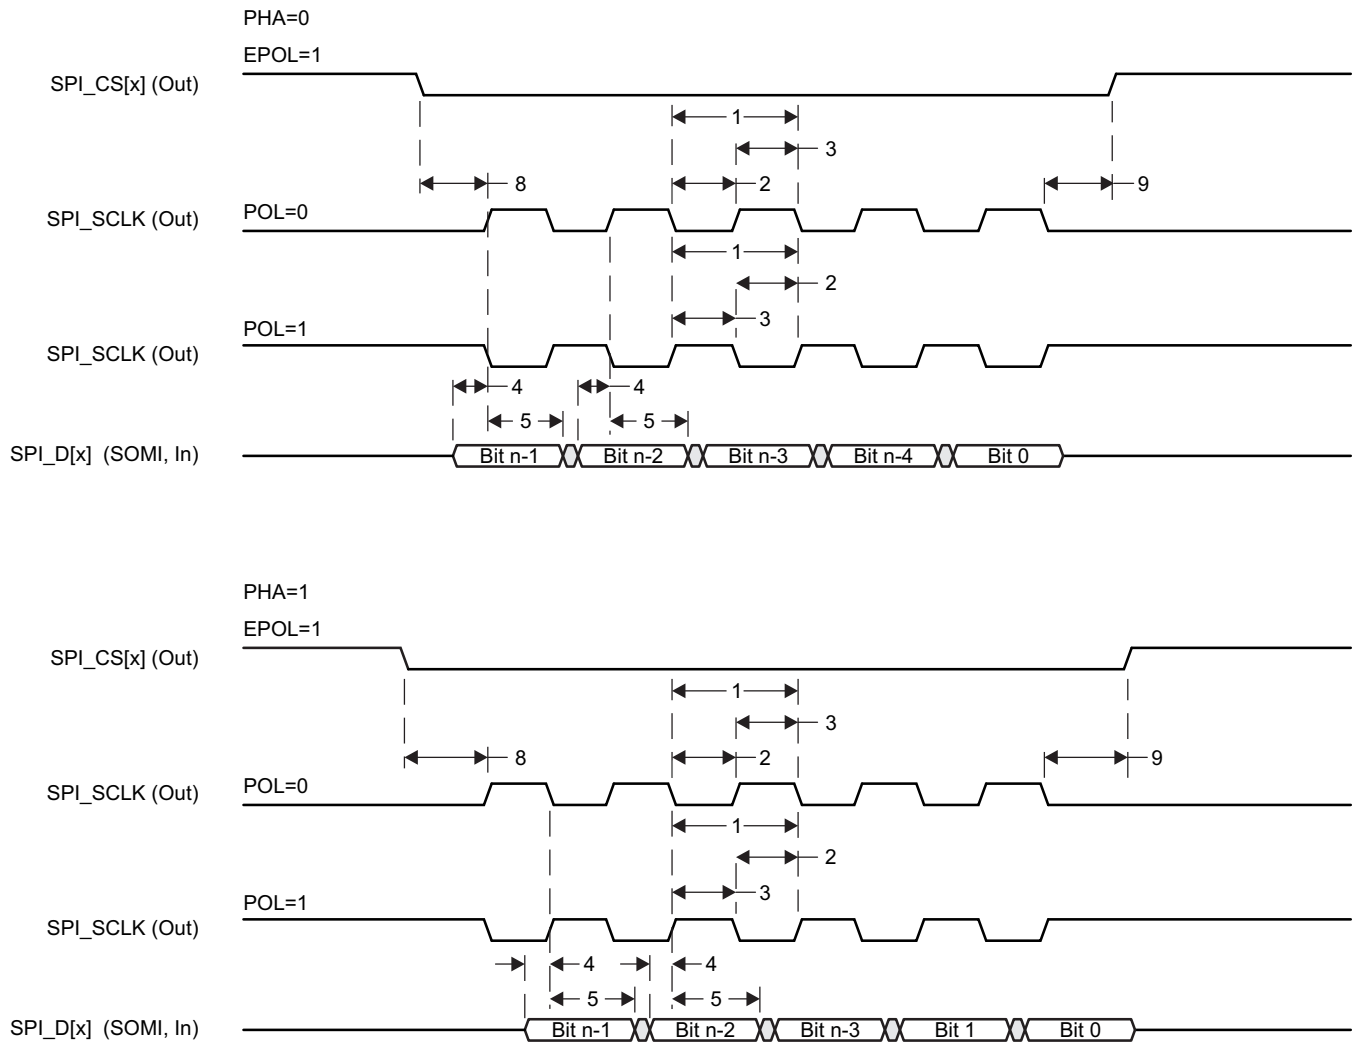 PHA=0
EPOL=1
SPI_CS[x] (Out)
1
3
8
2
9
SPI_SCLK (Out)
POL=0
1
2
3
POL=1
SPI_SCLK (Out)
4
4
5
5
SPI_D[x] (SOMI, In)
Bit n-1
Bit n-2
Bit n-3
Bit n-4
Bit 0
PHA=1
EPOL=1
SPI_CS[x] (Out)
1
3
8
2
9
SPI_SCLK (Out)
POL=0
1
2
3
POL=1
SPI_SCLK (Out)
4
4
5
5
SPI_D[x] (SOMI, In)
Bit n-1
Bit n-2
Bit n-3
Bit 1
Bit 0